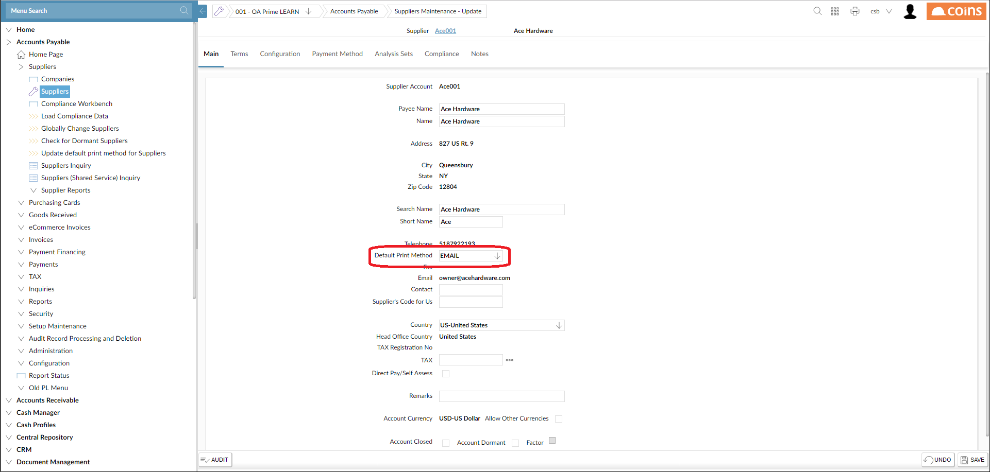 Menu Search
001 - OA Prime LEARN
Accounts Payable
Suppliers Maintenance - Update
csb
coins
Supplier Ace001 Ace Hardware
Home
Accounts Payable
Home Page
Suppliers
Companies
Suppliers
Compliance Workbench
Load Compliance Data
Globally Change Suppliers
Check for Dormant Suppliers
Update default print method for Suppliers
Suppliers Inquiry
Suppliers (Shared Service) Inquiry
Supplier Reports
Purchasing Cards
Goods Received
eCommerce Invoices
Invoices
Payment Financing
Payments
TAX
Inquiries
Reports
Security
Setup Maintenance
Audit Record Processing and Deletion
Administration
Configuration
Report Status
Old PL Menu
Accounts Receivable
Cash Manager
Cash Profiles
Central Repository
CRM
Document Management
Main Terms Configuration Payment Method Analysis Sets Compliance Notes
Supplier Account Ace001
Payee Name Ace Hardware
Name Ace Hardware
Address 827 US Rt. 9
City Queensbury
State NY
Zip Code 12804
Search Name Ace Hardware
Short Name Ace
Telephone 5187922193
Default Print Method EMAIL
Fax
Email owner@acehardware.com
Contact
Supplier's Code for Us
Country US-United States
Head Office Country United States
TAX Registration No
TAX
Direct Pay/Self Assess
Remarks
Account Currency USD-US Dollar Allow Other Currencies
Account Closed Account Dormant Factor
AUDIT UNDO SAVE